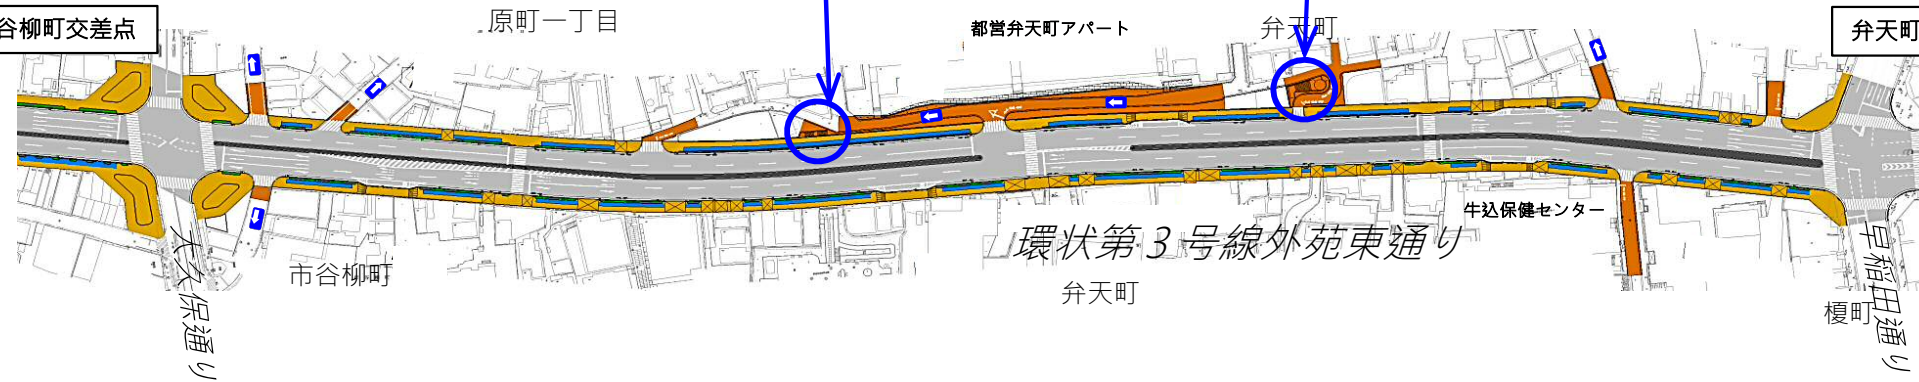 谷柳町交差点
原町一丁目
都営弁天町アパート
弁天町
弁天町
牛込保健センター
環状第3号線外苑東通り
市谷柳町
弁天町
榎町
大久保通り
早稲田通り